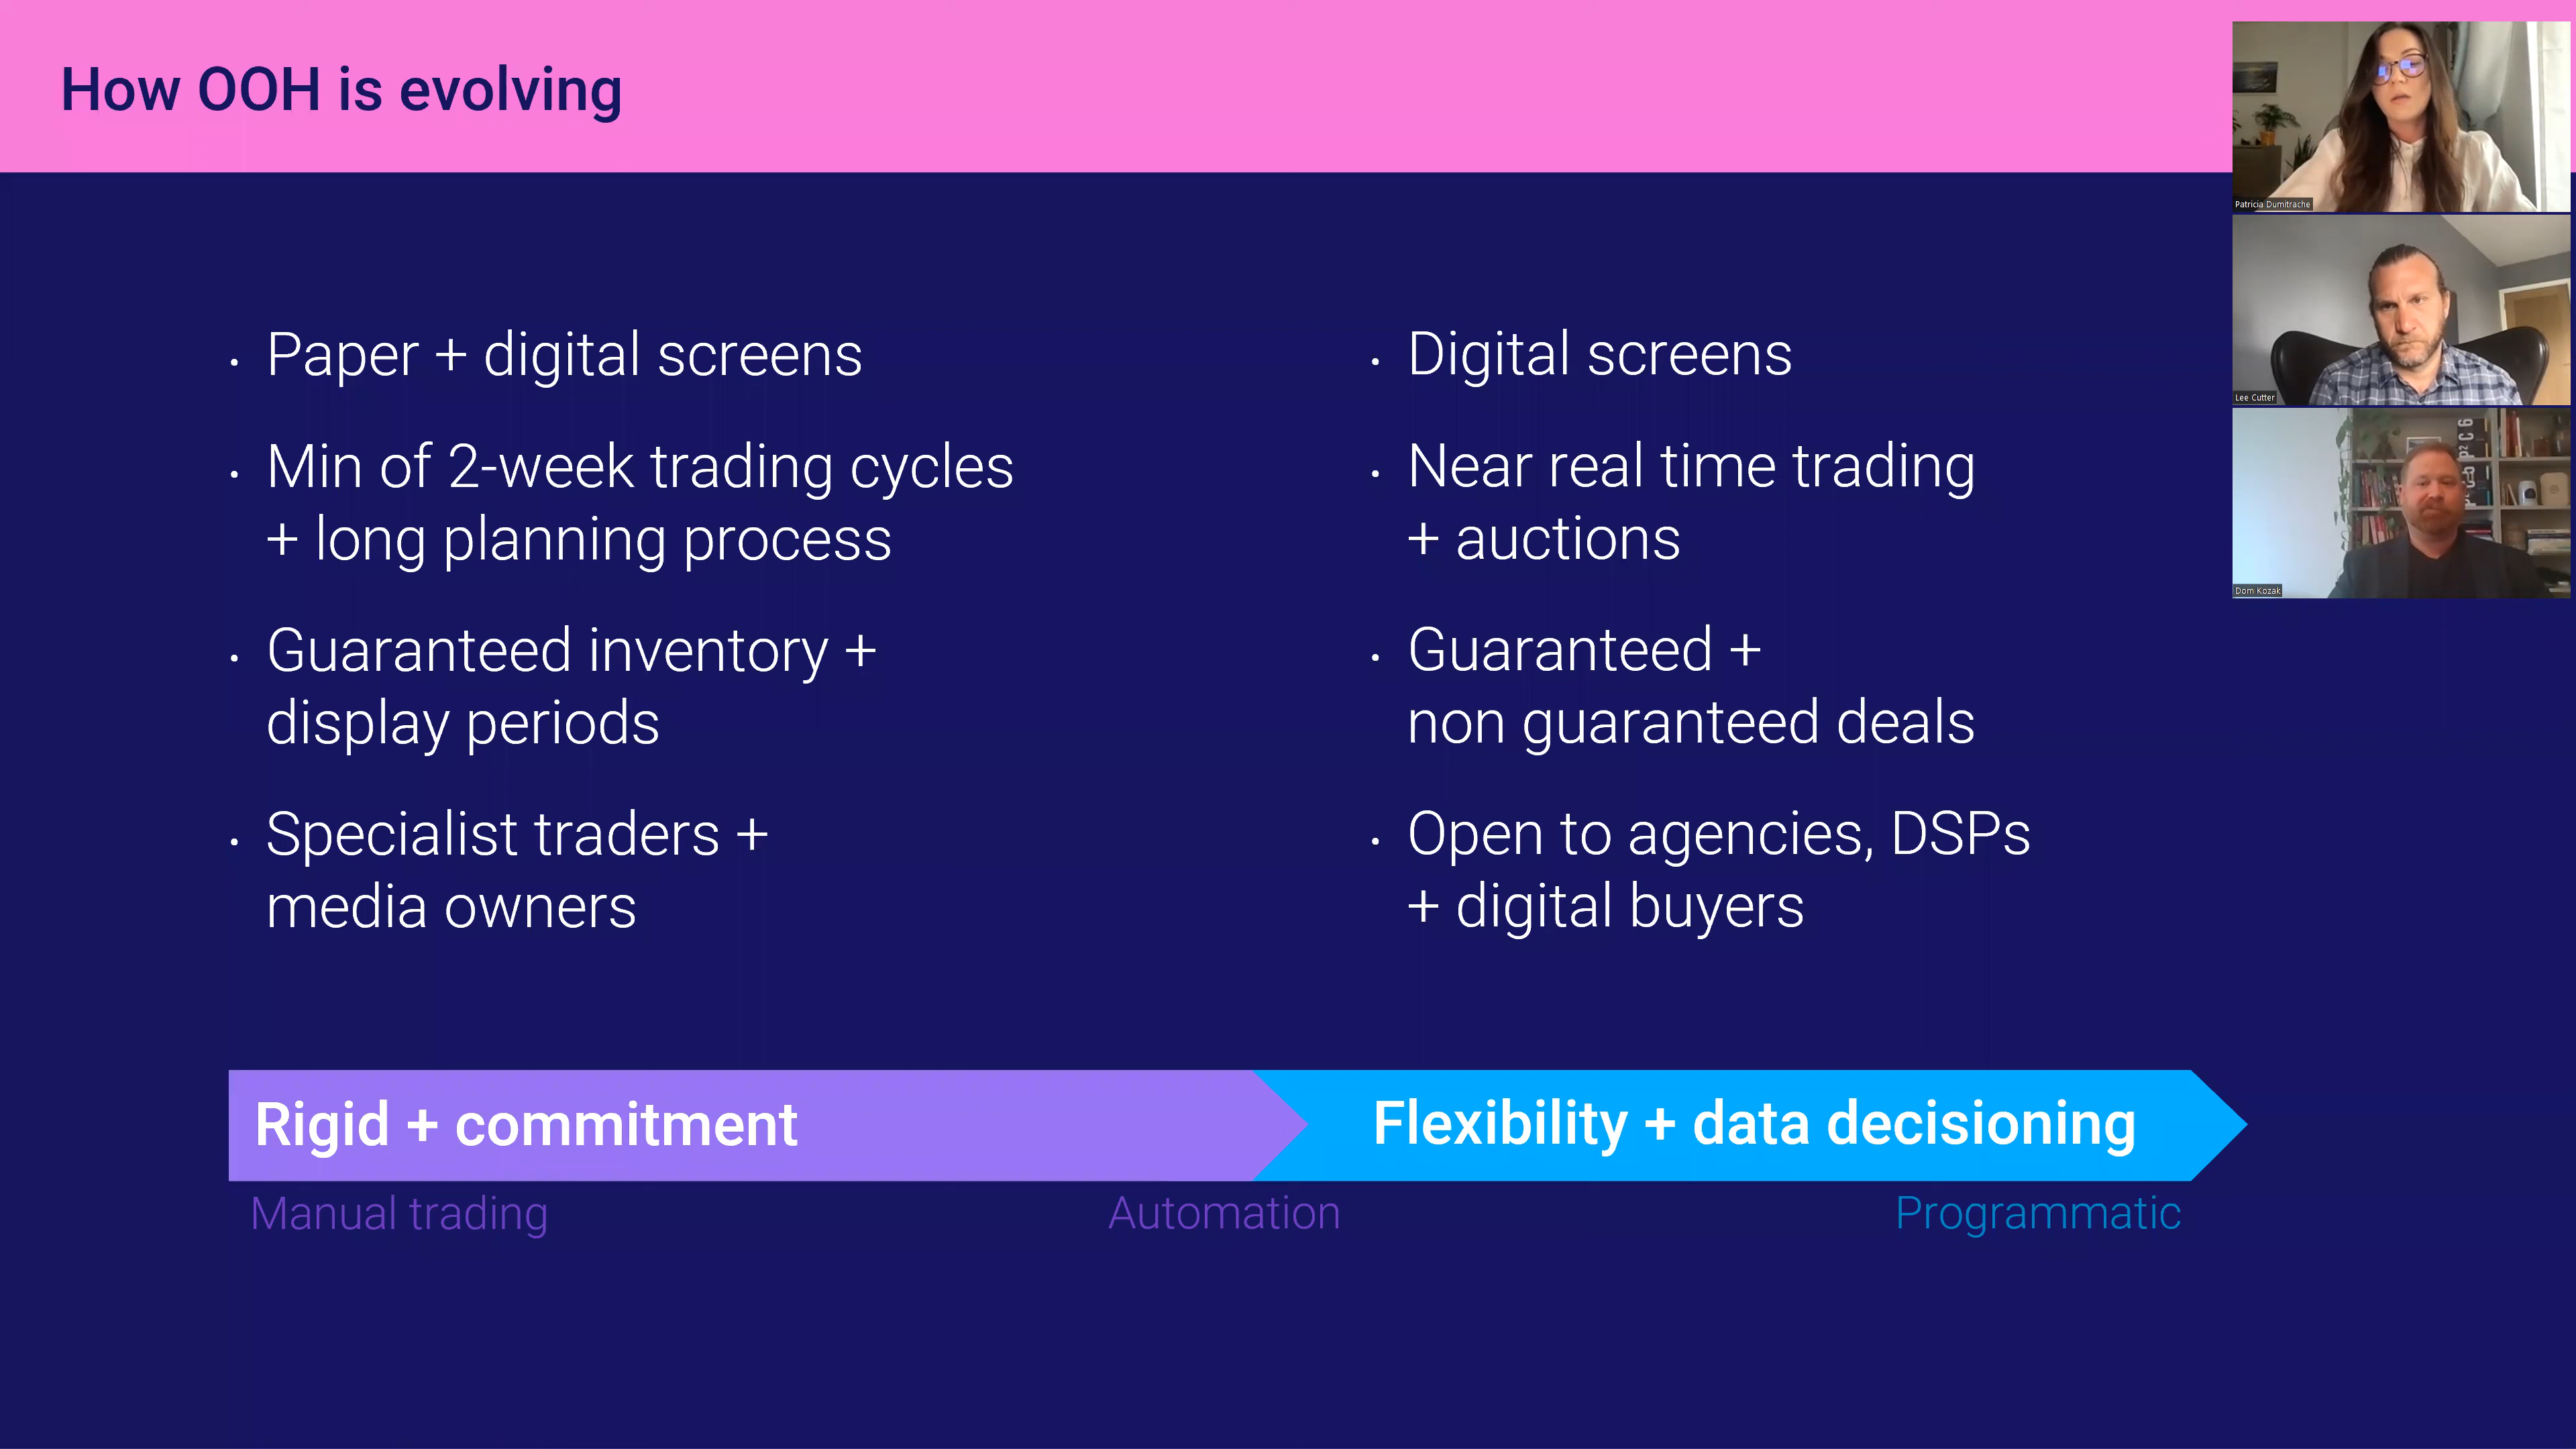 How OOH is evolving
• Paper + digital screens
• Min of 2-week trading cycles
+ long planning process
• Guaranteed inventory +
display periods
• Specialist traders +
media owners
• Digital screens
• Near real time trading
+ auctions
• Guaranteed +
non guaranteed deals
• Open to agencies, DSPs
+ digital buyers
Rigid + commitment
Flexibility + data decisioning
Manual trading
Automation
Programmatic
Patricia Dumitrache
Lee Cutter
Dom Kozak